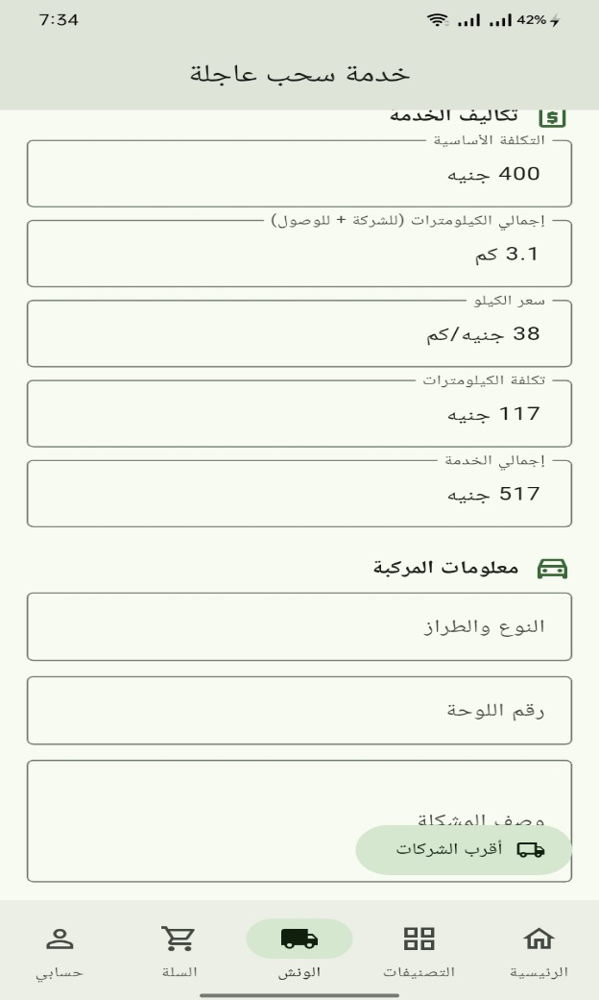 7:34
42%
خدمة سحب عاجلة
تكاليف الخدمة
التكلفة الأساسية
400 جنيه
إجمالي الكيلومترات (للشركة + للوصول)
3.1 كم
سعر الكيلو
38 جنيه/كم
تكلفة الكيلومترات
117 جنيه
إجمالي الخدمة
517 جنيه
معلومات المركبة
النوع والطراز
رقم اللوحة
وصف المشكلة
أقرب الشركات
الرئيسية
التصنيفات
الونش
السلة
حسابي